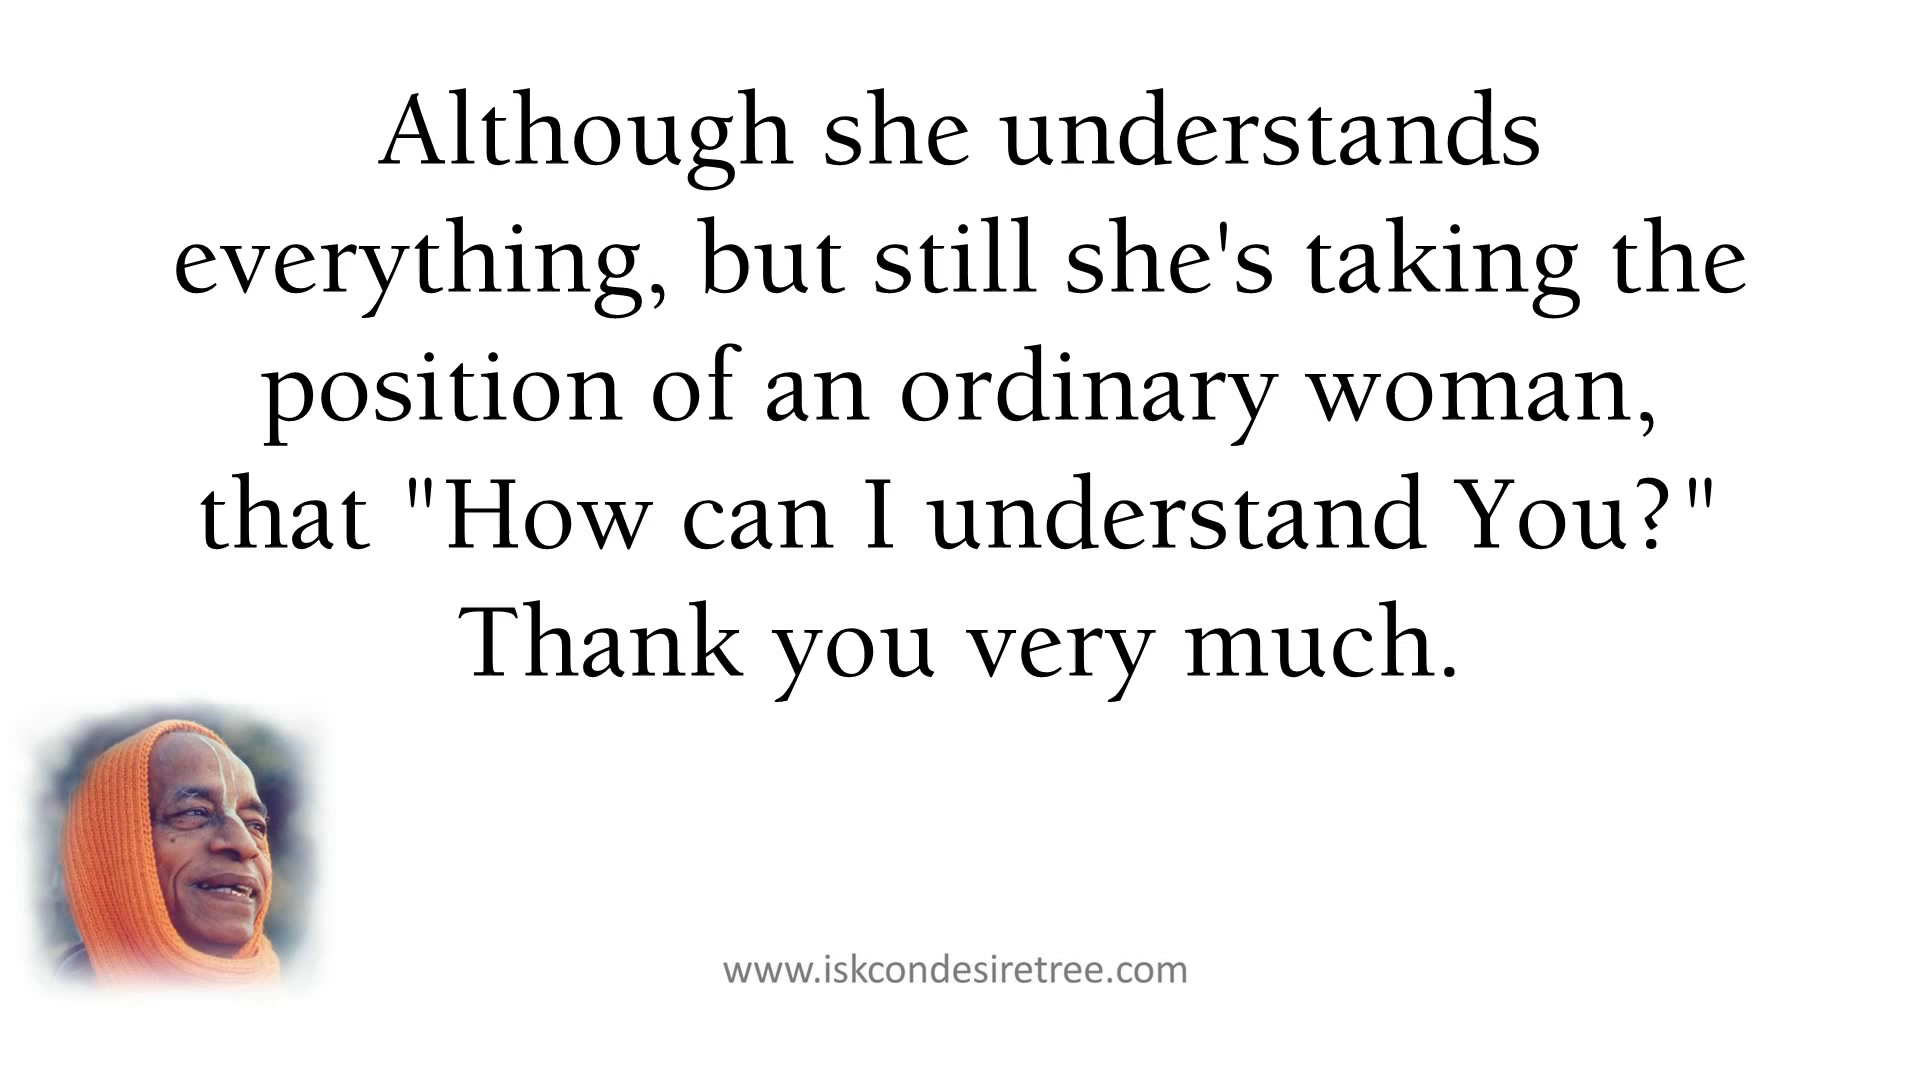 Although she understands
everything, but still she's taking the
position of an ordinary woman,
that "How can I understand You?"
Thank you very much.
www.iskcondesiretree.com